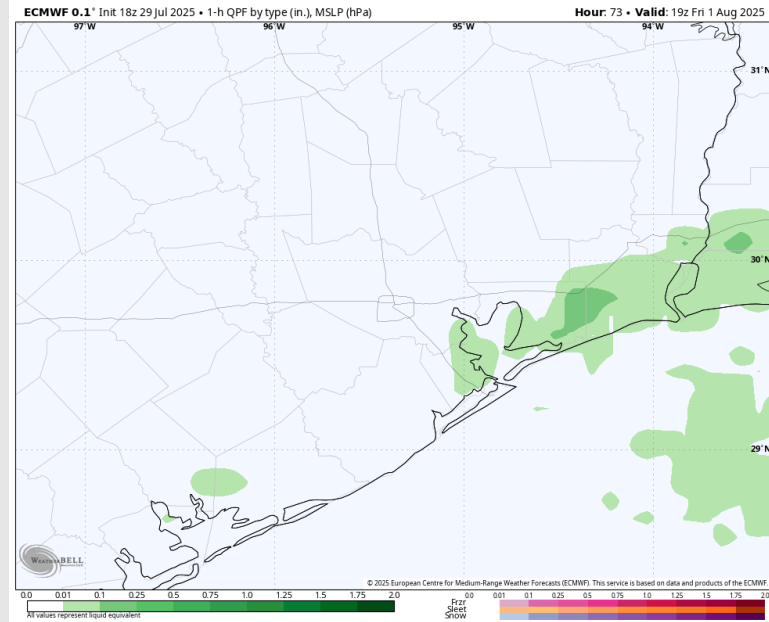 ECMWF 0.1° Init 18z 29 Jul 2025 • 1-h QPF by type (in.), MSLP (hPa)
Hour: 73 • Valid: 19z Fri 1 Aug 2025
97°W 96°W 95°W 94°W
31°N
30°N
29°N
WEATHERBELL
© 2025 European Centre for Medium-Range Weather Forecasts (ECMWF). This service is based on data and products of the ECMWF.
0.0 0.01 0.1 0.25 0.5 0.75 1.0 1.25 1.5 1.75 2.0
All values represent liquid equivalent
0.0 .01 0.1 0.25 0.5 0.75 1.0 1.25 1.5 1.75 2.0
Frzr
Sleet
Snow